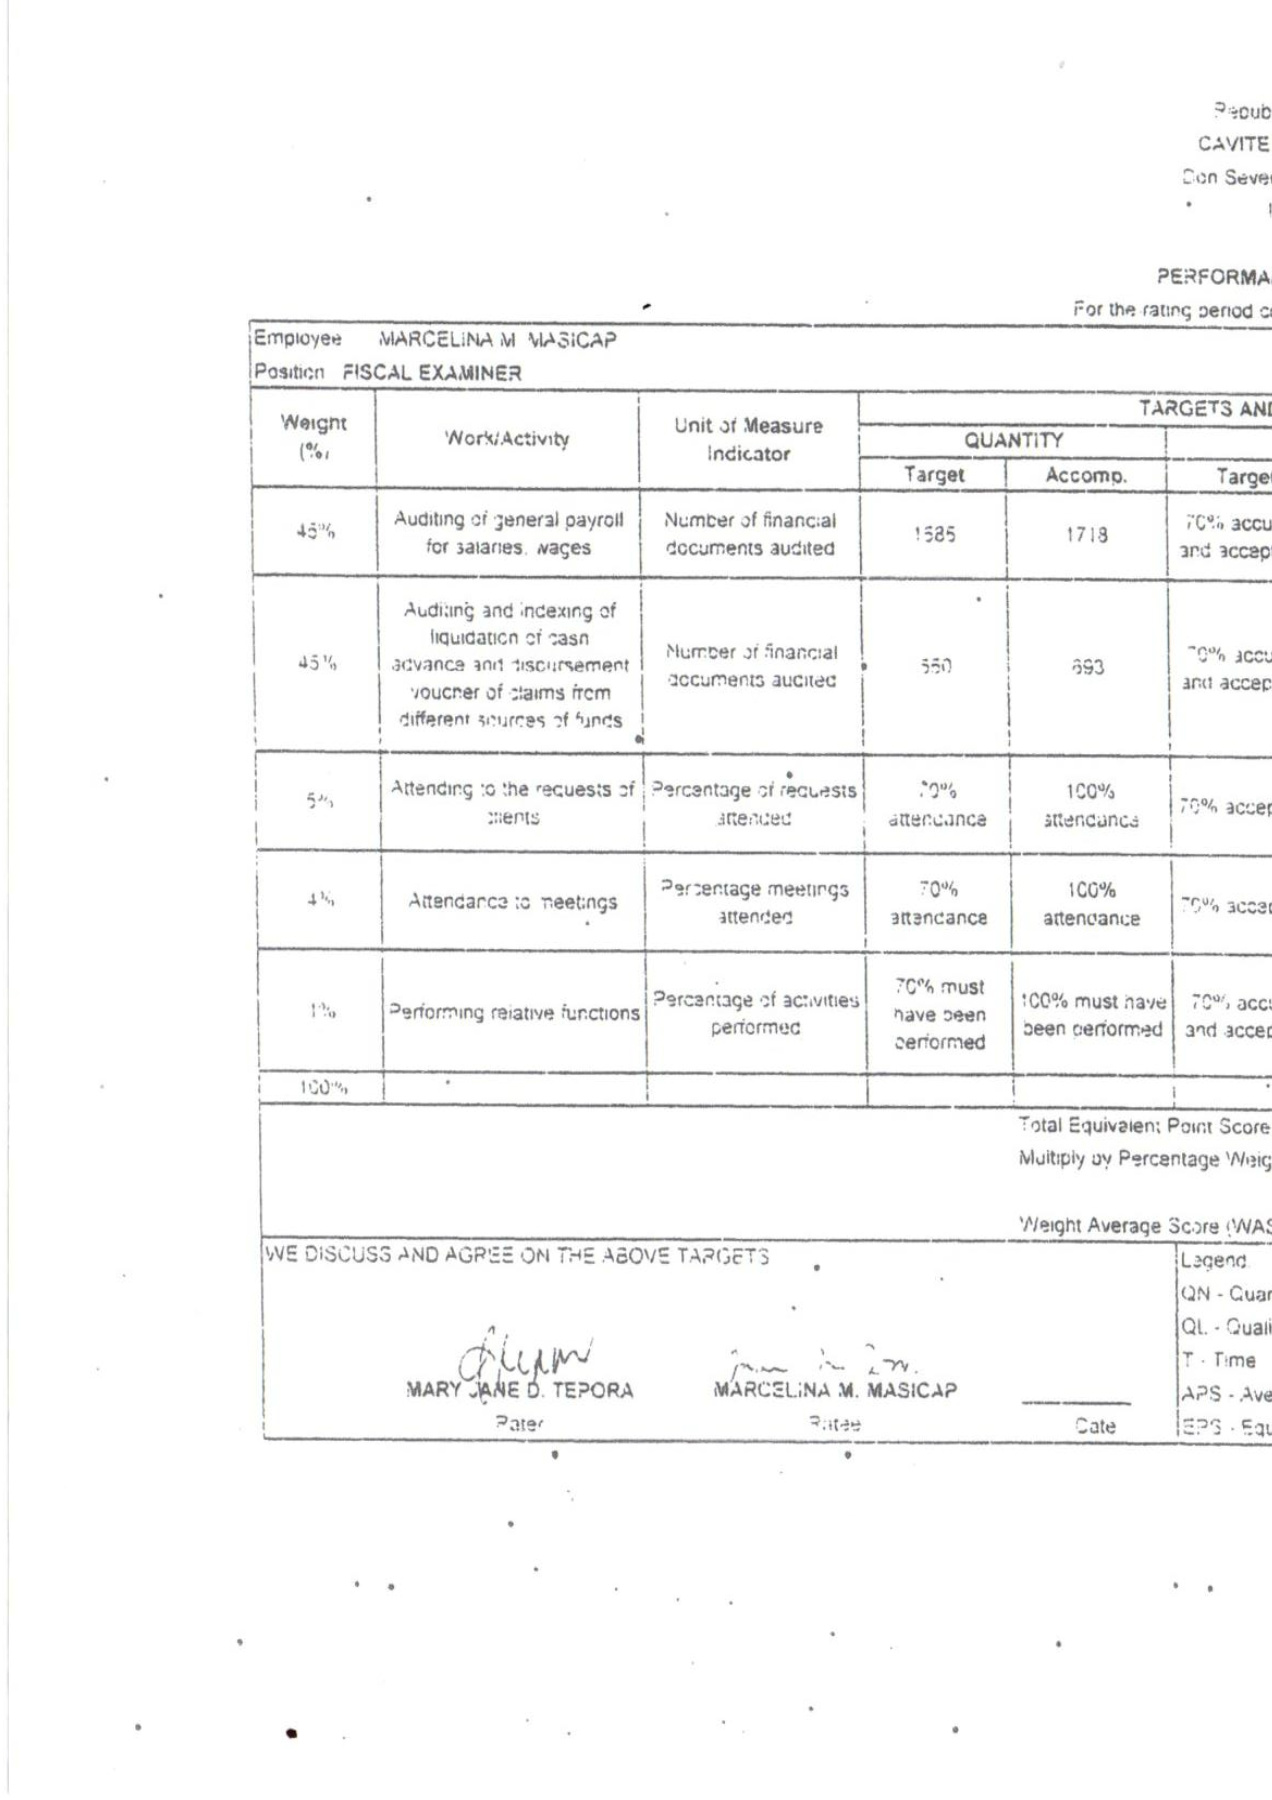 Repub
CAVITE
Don Seve
PERFORMA
For the rating period c
Employee MARCELINA M. MASICAP
Position FISCAL EXAMINER
Weight (%) Work/Activity Unit of Measure Indicator TARGETS AND
QUANTITY
Target Accomp. Targe
45% Auditing of general payroll for salaries, wages Number of financial documents audited 1718 70% accu and accep
45% Auditing and indexing of liquidation of cash advance and disbursement voucher of claims from different sources of funds Number of financial documents audited 693 70% accu and accep
5% Attending to the requests of clients Percentage of requests attended 70% attendance 100% attendance 70% accep
4% Attendance to meetings Percentage meetings attended 70% attendance 100% attendance 70% accep
1% Performing relative functions Percentage of activities performed 70% must have been performed 100% must have been performed 70% accu and accep
100%
Total Equivalent Point Score
Multiply by Percentage Weig
Weight Average Score (WAS
WE DISCUSS AND AGREE ON THE ABOVE TARGETS
Legend
QN - Quan
QL - Quali
T - Time
APS - Ave
EPS - Equ
MARY JANE D. TEPORA MARCELINA M. MASICAP
Rater Ratee Date